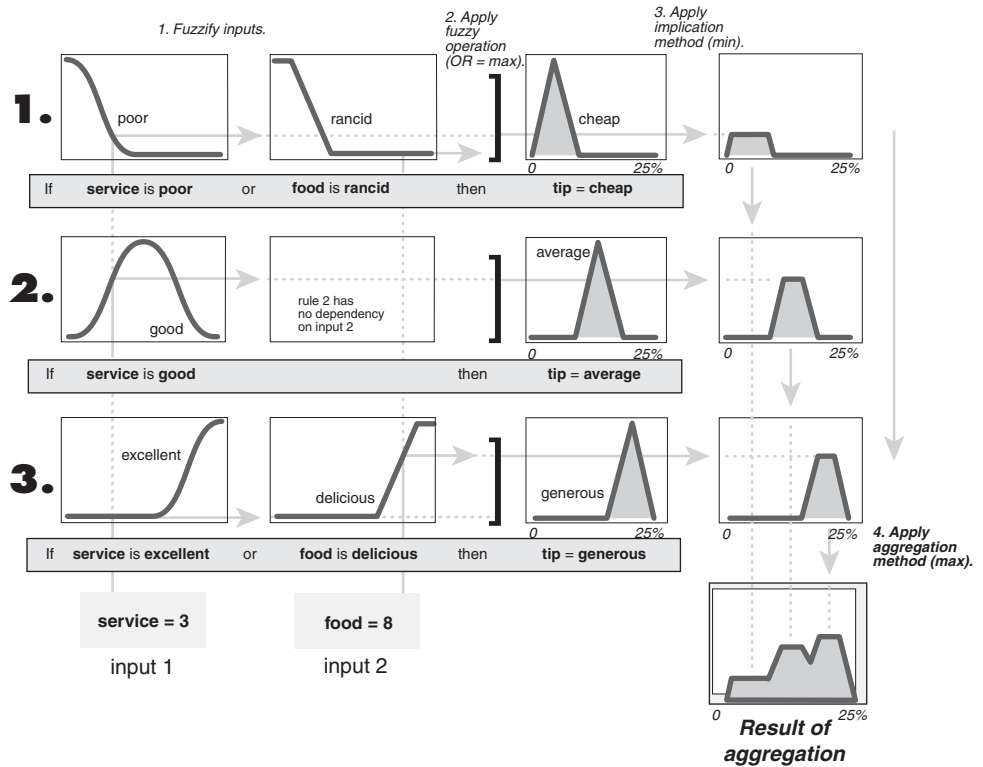 1. Fuzzify inputs.
2. Apply
fuzzy
operation
(OR = max).
3. Apply
implication
method (min).
1.
poor
rancid
cheap
0 25%
0 25%
If service is poor or food is rancid then tip = cheap
2.
good
rule 2 has
no dependency
on input 2
average
0 25%
0 25%
If service is good then tip = average
3.
excellent
delicious
generous
0 25%
0 25%
If service is excellent or food is delicious then tip = generous
4. Apply
aggregation
method (max).
service = 3
food = 8
input 1
input 2
0 25%
Result of
aggregation